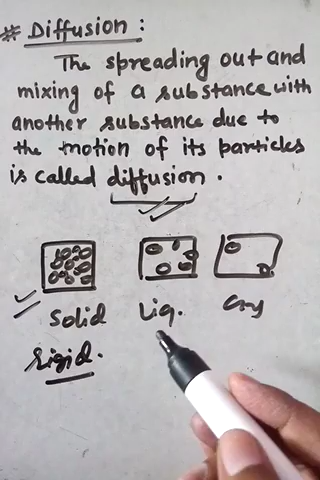 # Diffusion :
The spreading out and
mixing of a substance with
another substance due to
the motion of its particles
is called diffusion.
Solid Liq. Gas
Rigid.